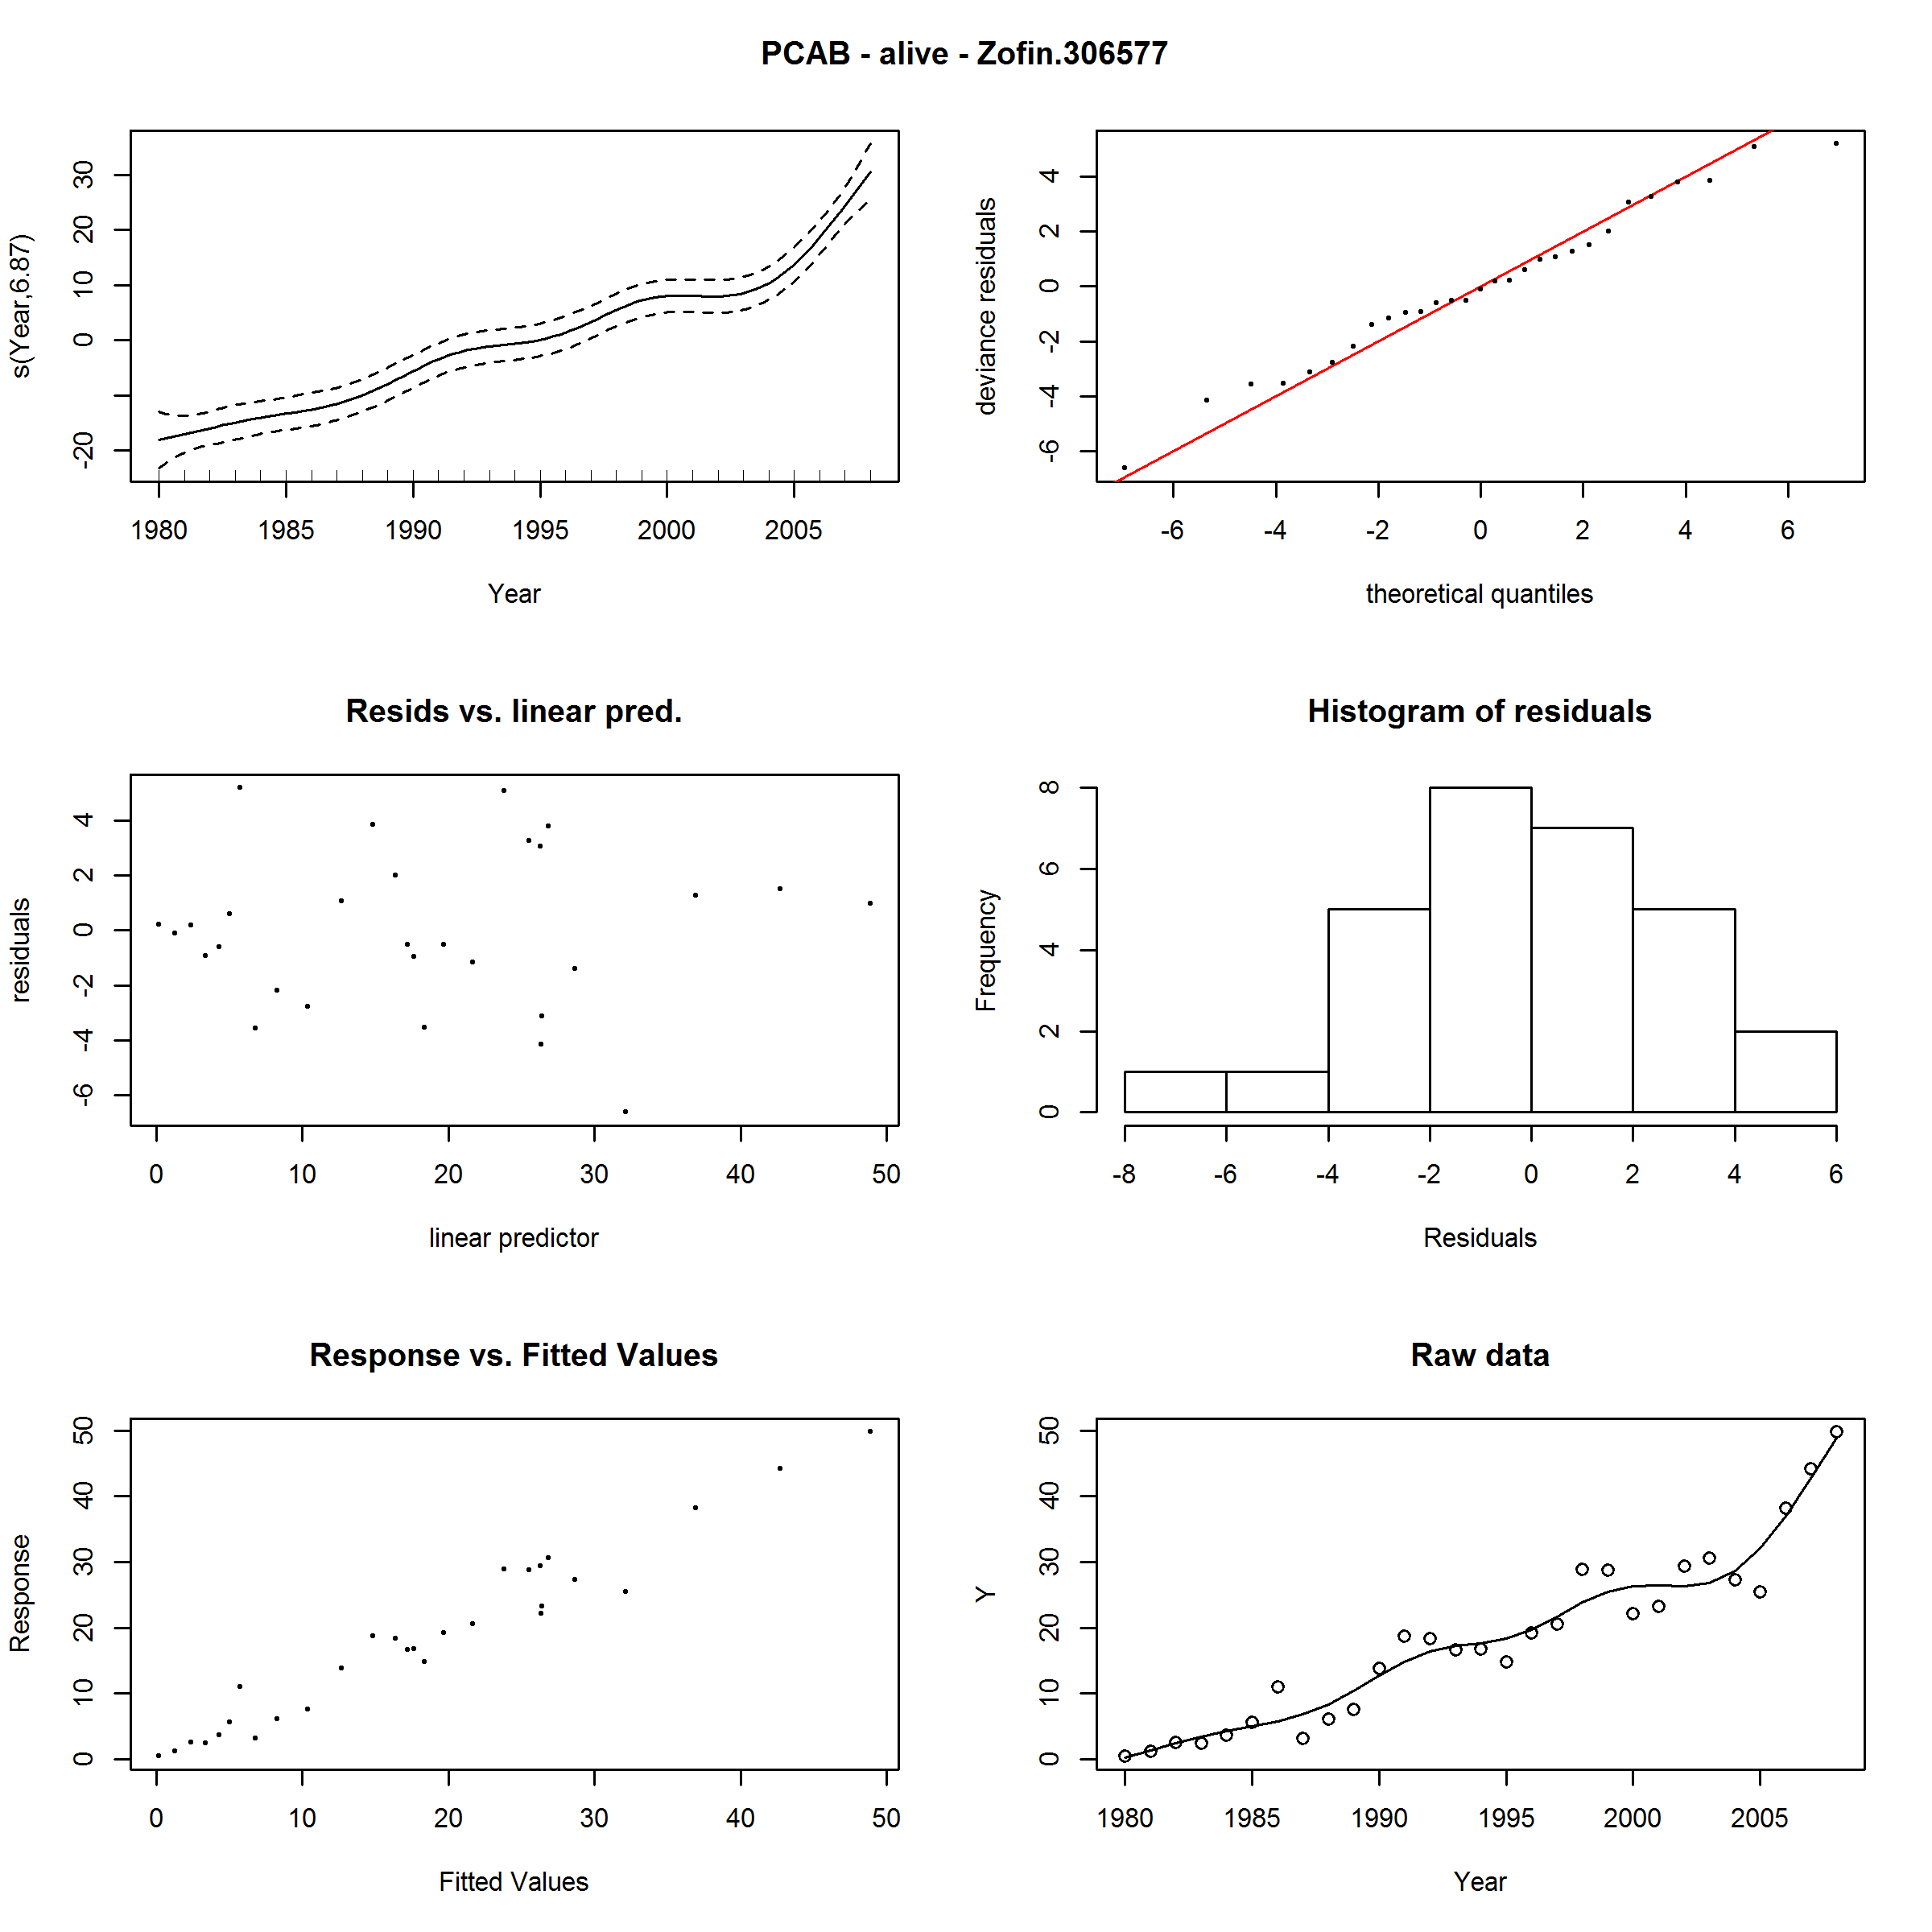 PCAB - alive - Zofin.306577
s(Year,6.87)
30
20
10
0
-20
1980 1985 1990 1995 2000 2005
Year
deviance residuals
4
2
0
-2
-4
-6
-6 -4 -2 0 2 4 6
theoretical quantiles
Resids vs. linear pred.
residuals
4
2
0
-2
-4
-6
0 10 20 30 40 50
linear predictor
Histogram of residuals
Frequency
8
6
4
2
0
-8 -6 -4 -2 0 2 4 6
Residuals
Response vs. Fitted Values
Response
50
40
30
20
10
0
0 10 20 30 40 50
Fitted Values
Raw data
Y
50
40
30
20
10
0
1980 1985 1990 1995 2000 2005
Year